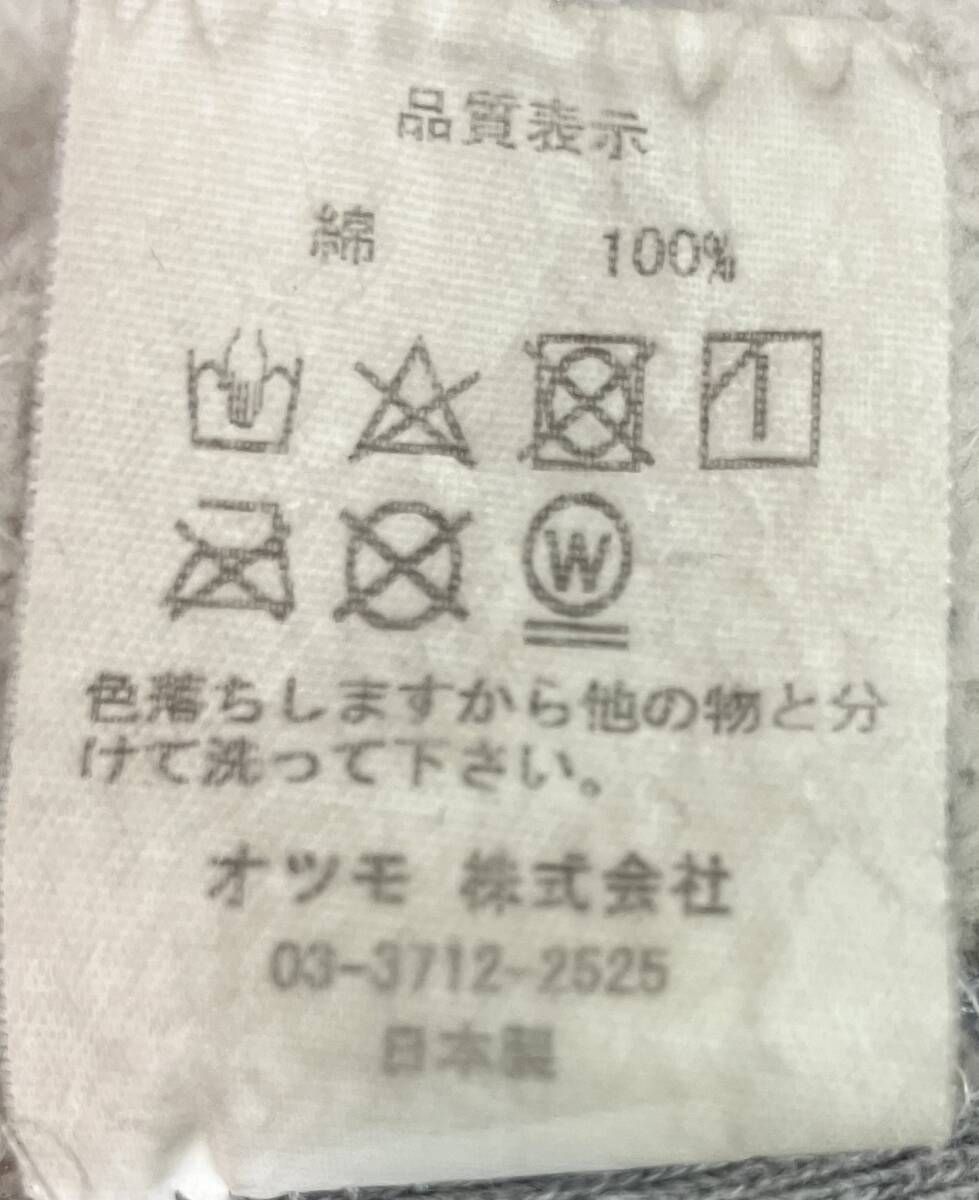 品質表示
綿 100%
W
色落ちしますから他の物と分
けて洗って下さい。
オツモ 株式会社
03-3712-2525
日本製